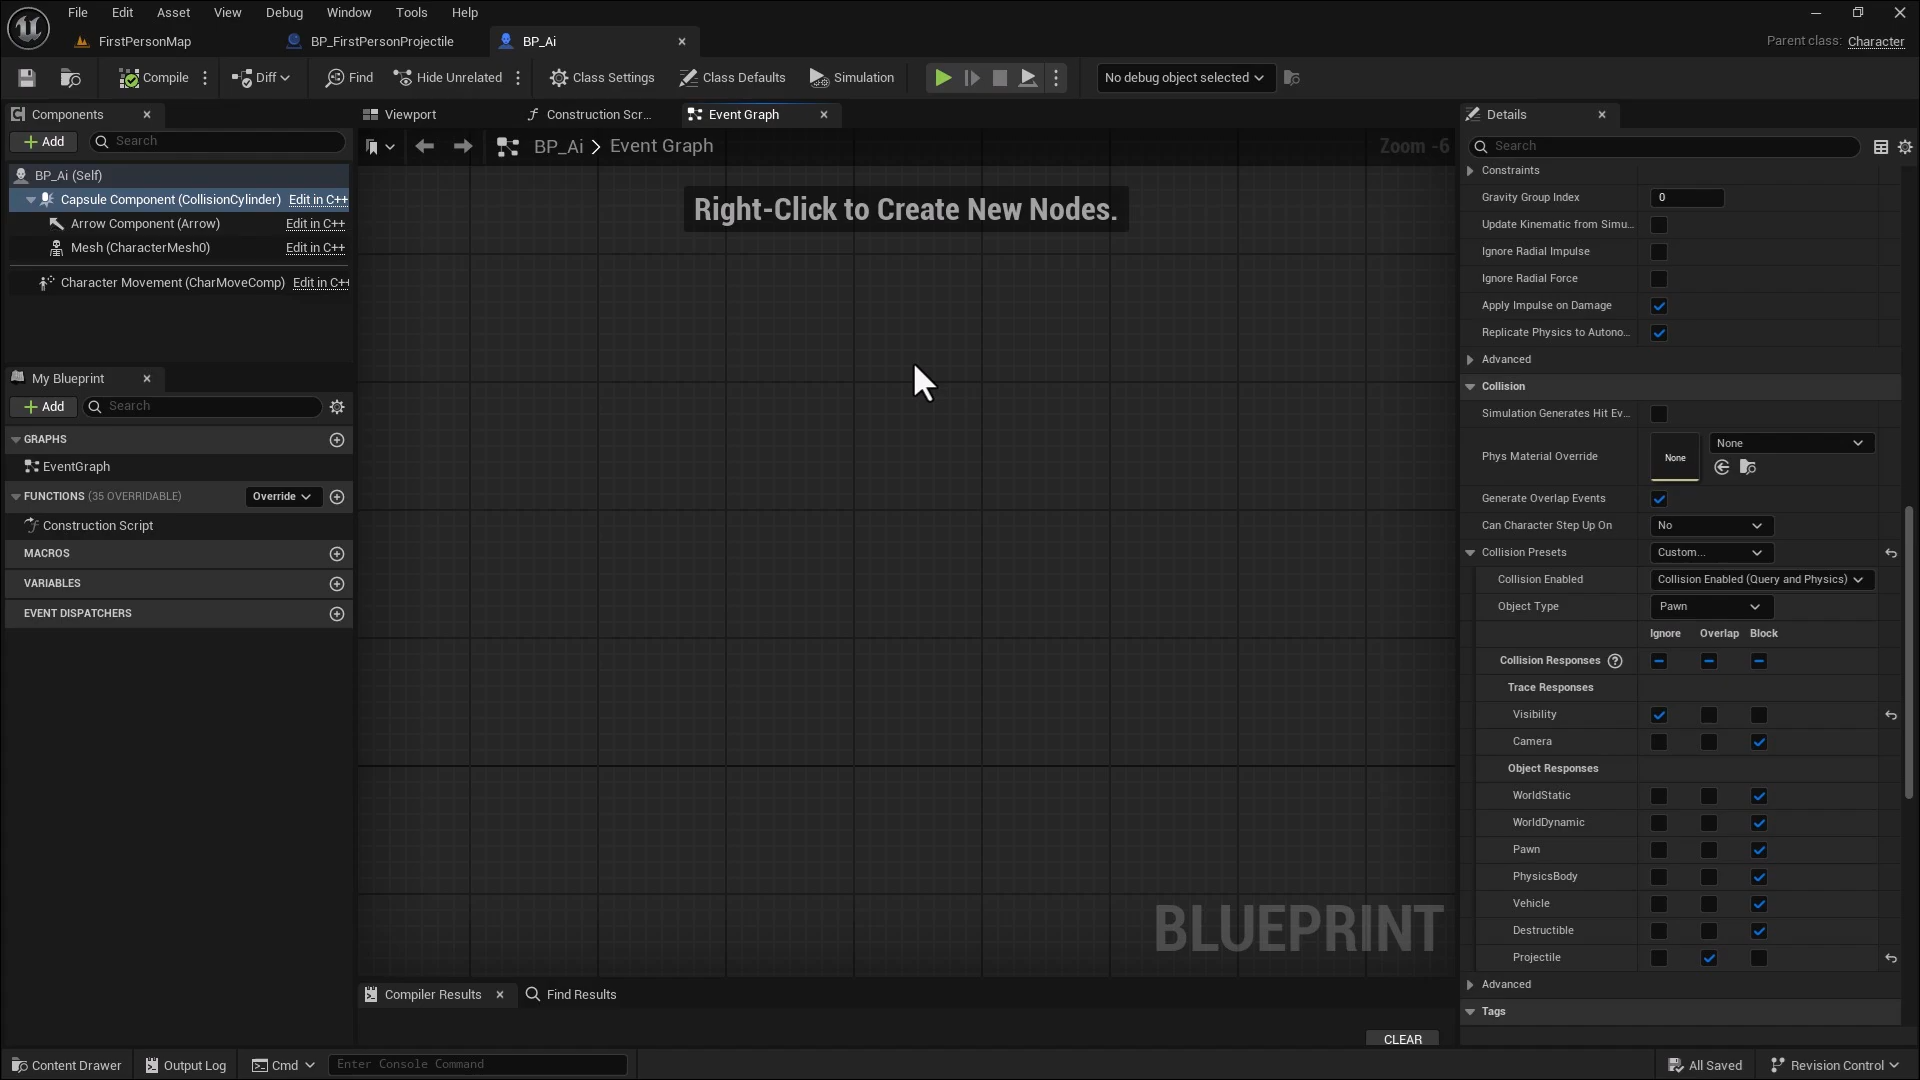 File Edit Asset View Debug Window Tools Help
FirstPersonMap BP_FirstPersonProjectile BP_Ai
Parent class: Character
Compile Diff Find Hide Unrelated Class Settings Class Defaults Simulation No debug object selected
Components
Add Search
BP_Ai (Self)
Capsule Component (CollisionCylinder) Edit in C++
Arrow Component (Arrow) Edit in C++
Mesh (CharacterMesh0) Edit in C++
Character Movement (CharMoveComp) Edit in C++
My Blueprint
Add Search
GRAPHS
EventGraph
FUNCTIONS (35 OVERRIDABLE) Override
Construction Script
MACROS
VARIABLES
EVENT DISPATCHERS
Viewport Construction Scr... Event Graph
BP_Ai > Event Graph Zoom -6
Right-Click to Create New Nodes.
BLUEPRINT
Compiler Results Find Results
CLEAR
Details
Search
Constraints
Gravity Group Index 0
Update Kinematic from Simu...
Ignore Radial Impulse
Ignore Radial Force
Apply Impulse on Damage
Replicate Physics to Autono...
Advanced
Collision
Simulation Generates Hit Ev...
Phys Material Override None None
Generate Overlap Events
Can Character Step Up On No
Collision Presets Custom...
Collision Enabled Collision Enabled (Query and Physics)
Object Type Pawn
Ignore Overlap Block
Collision Responses ?
Trace Responses
Visibility
Camera
Object Responses
WorldStatic
WorldDynamic
Pawn
PhysicsBody
Vehicle
Destructible
Projectile
Advanced
Tags
Content Drawer Output Log Cmd Enter Console Command All Saved Revision Control